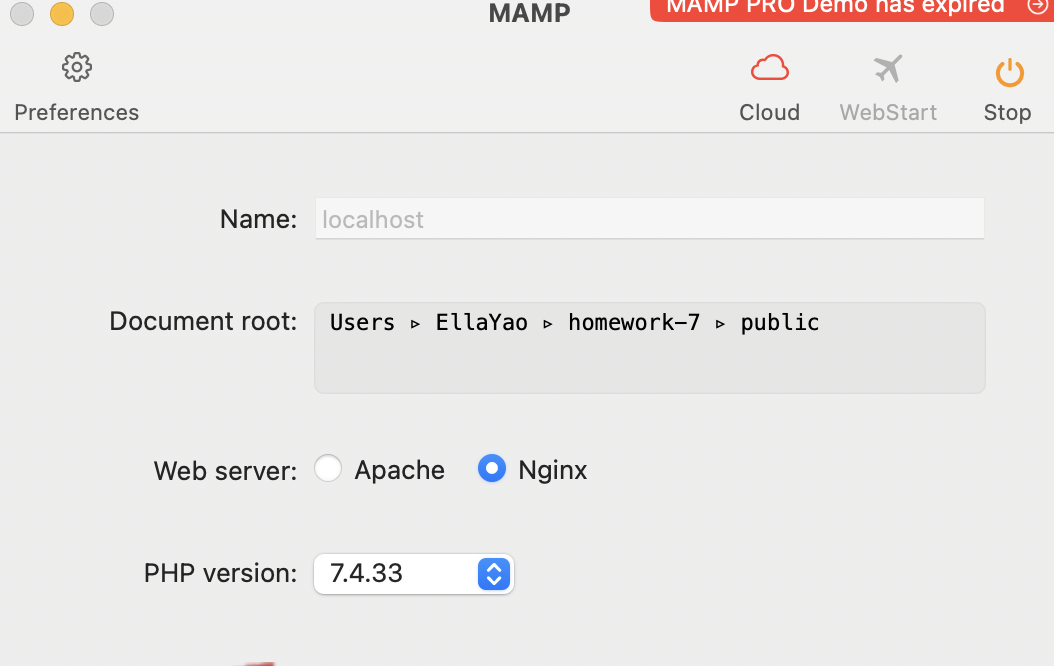 MAMP
MAMP PRO Demo has expired
Preferences
Cloud
WebStart
Stop
Name: localhost
Document root: Users ▹ EllaYao ▹ homework-7 ▹ public
Web server: Apache Nginx
PHP version: 7.4.33